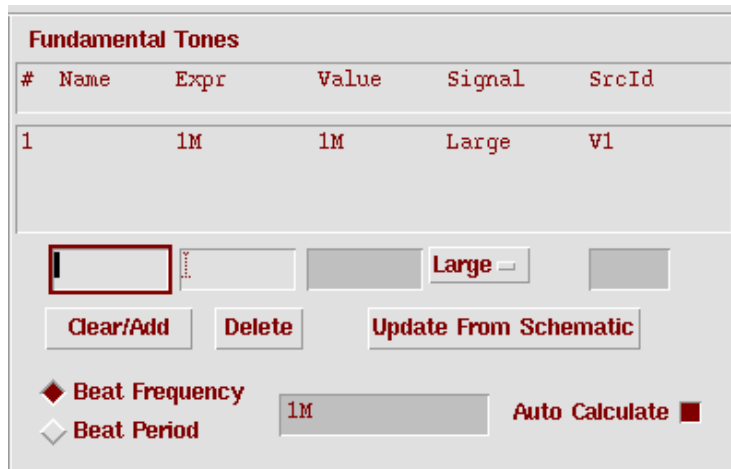 Fundamental Tones
# Name Expr Value Signal SrcId
1 1M 1M Large V1
Large
Clear/Add Delete Update From Schematic
Beat Frequency
1M Auto Calculate
Beat Period